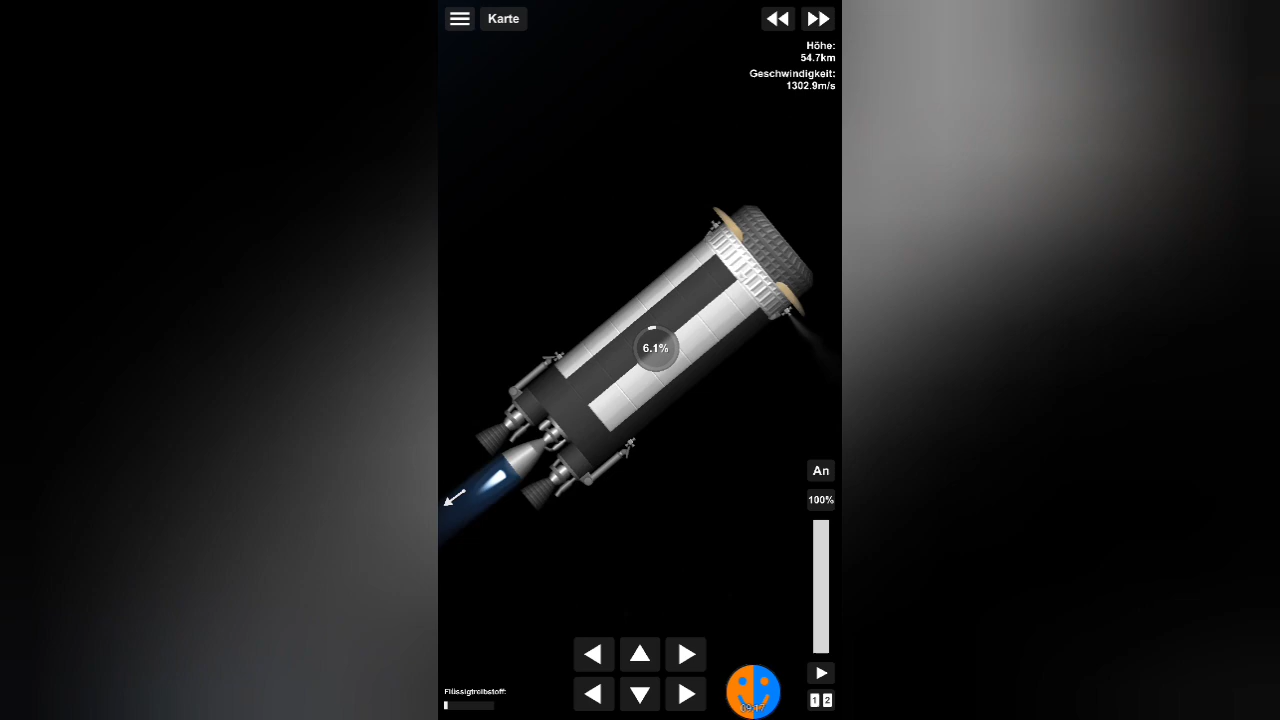 Karte
Höhe:
54.7km
Geschwindigkeit:
1302.9m/s
6.1%
An
100%
Flüssigtreibstoff:
1 2